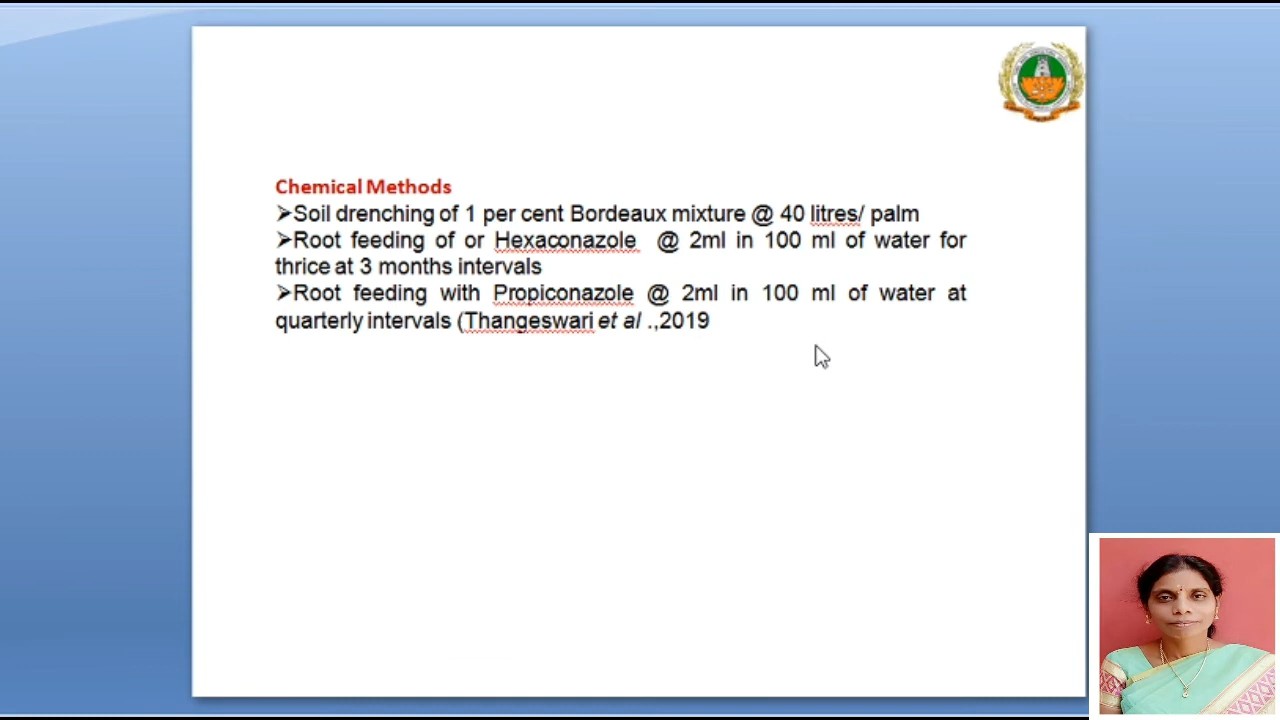 Chemical Methods
➢Soil drenching of 1 per cent Bordeaux mixture @ 40 litres/ palm
➢Root feeding of or Hexaconazole @ 2ml in 100 ml of water for
thrice at 3 months intervals
➢Root feeding with Propiconazole @ 2ml in 100 ml of water at
quarterly intervals (Thangeswari et al .,2019